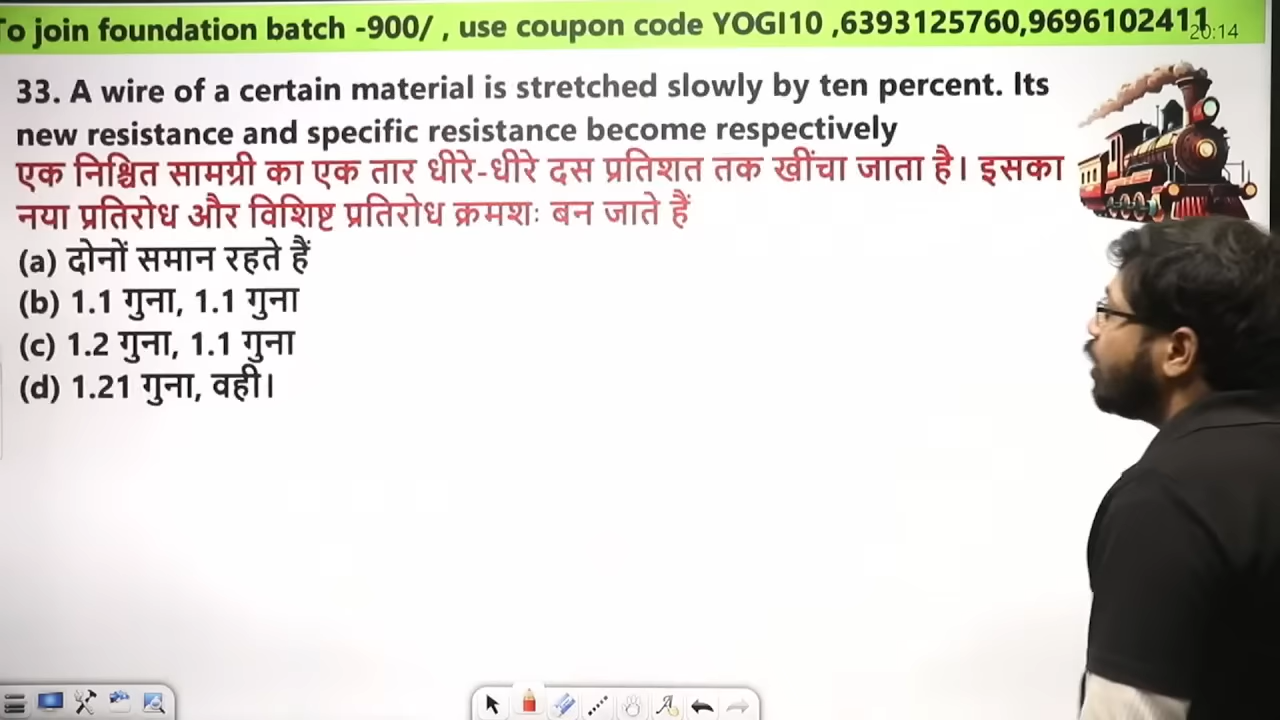 To join foundation batch -900/ , use coupon code YOGI10 ,6393125760,9696102411
20:14
33. A wire of a certain material is stretched slowly by ten percent. Its
new resistance and specific resistance become respectively
एक निश्चित सामग्री का एक तार धीरे-धीरे दस प्रतिशत तक खींचा जाता है। इसका
नया प्रतिरोध और विशिष्ट प्रतिरोध क्रमशः बन जाते हैं
(a) दोनों समान रहते हैं
(b) 1.1 गुना, 1.1 गुना
(c) 1.2 गुना, 1.1 गुना
(d) 1.21 गुना, वही।